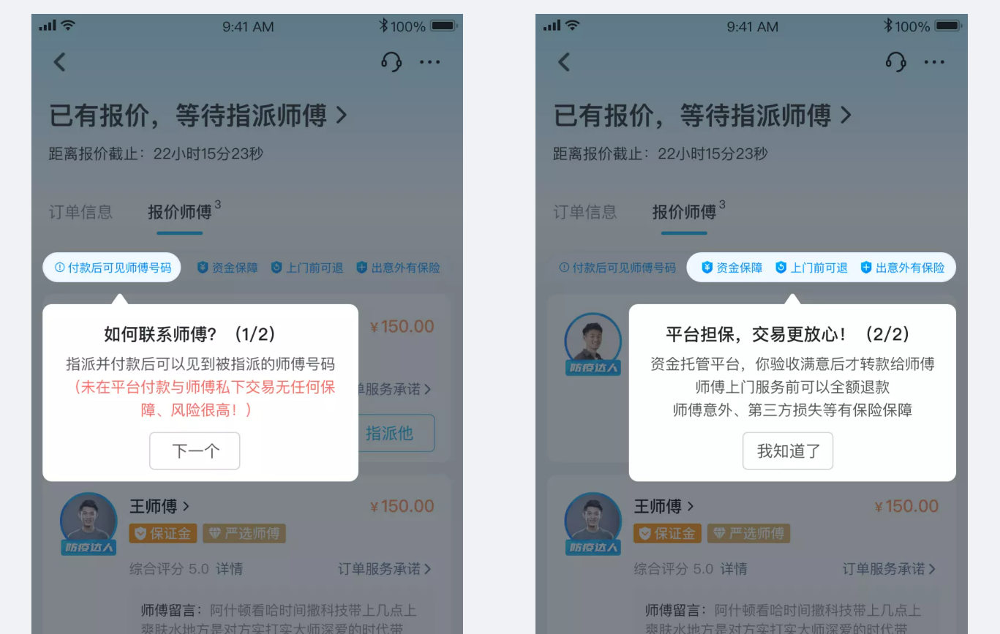 9:41 AM
100%
已有报价，等待指派师傅
距离报价截止：22小时15分23秒
订单信息
报价师傅 3
付款后可见师傅号码
资金保障
上门前可退
出意外有保险
如何联系师傅？（1/2）
指派并付款后可以见到被指派的师傅号码
（未在平台付款与师傅私下交易无任何保
障、风险很高！）
下一个
¥150.00
单服务承诺
指派他
防疫达人
王师傅
¥150.00
保证金
严选师傅
综合评分 5.0 详情
订单服务承诺
师傅留言：阿什顿看哈时间撒科技带上几点上
爽肤水地方是对方实打实大师深爱的时代带
9:41 AM
100%
已有报价，等待指派师傅
距离报价截止：22小时15分23秒
订单信息
报价师傅 3
付款后可见师傅号码
资金保障
上门前可退
出意外有保险
防疫达人
平台担保，交易更放心！（2/2）
资金托管平台，你验收满意后才转款给师傅
师傅上门服务前可以全额退款
师傅意外、第三方损失等有保险保障
我知道了
防疫达人
王师傅
¥150.00
保证金
严选师傅
综合评分 5.0 详情
订单服务承诺
师傅留言：阿什顿看哈时间撒科技带上几点上
爽肤水地方是对方实打实大师深爱的时代带